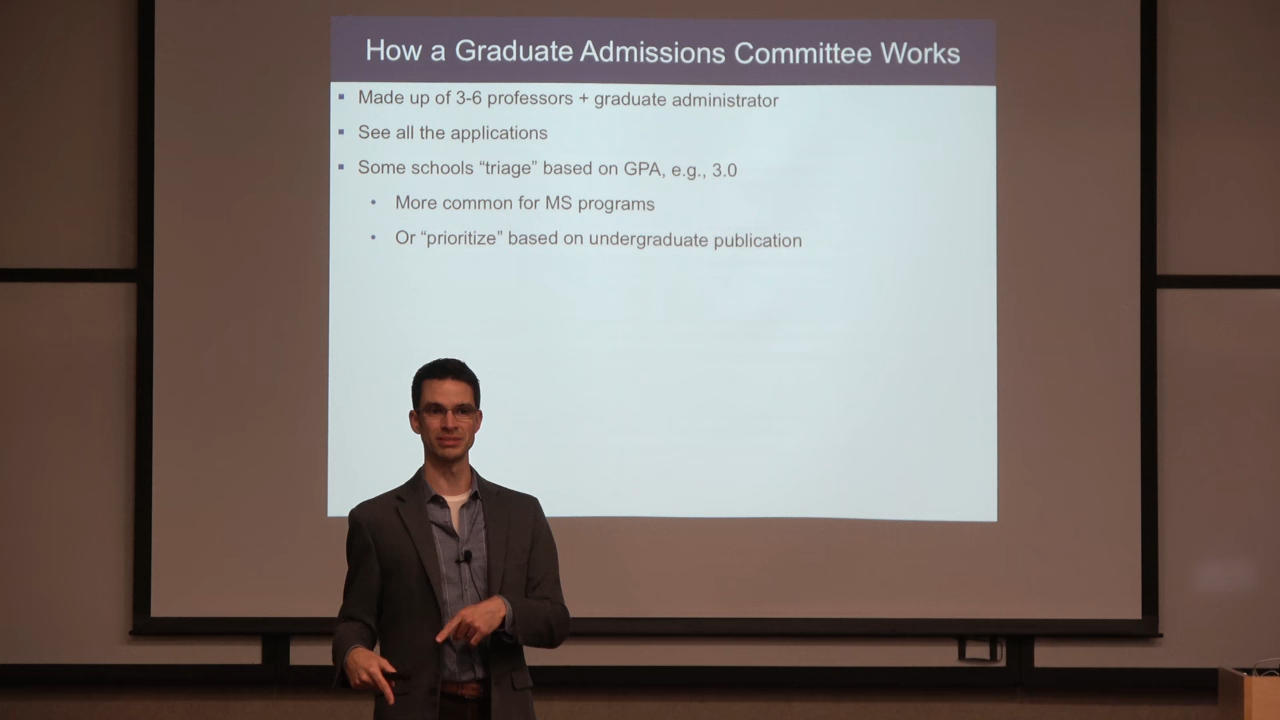 How a Graduate Admissions Committee Works
Made up of 3-6 professors + graduate administrator
See all the applications
Some schools “triage” based on GPA, e.g., 3.0
More common for MS programs
Or “prioritize” based on undergraduate publication